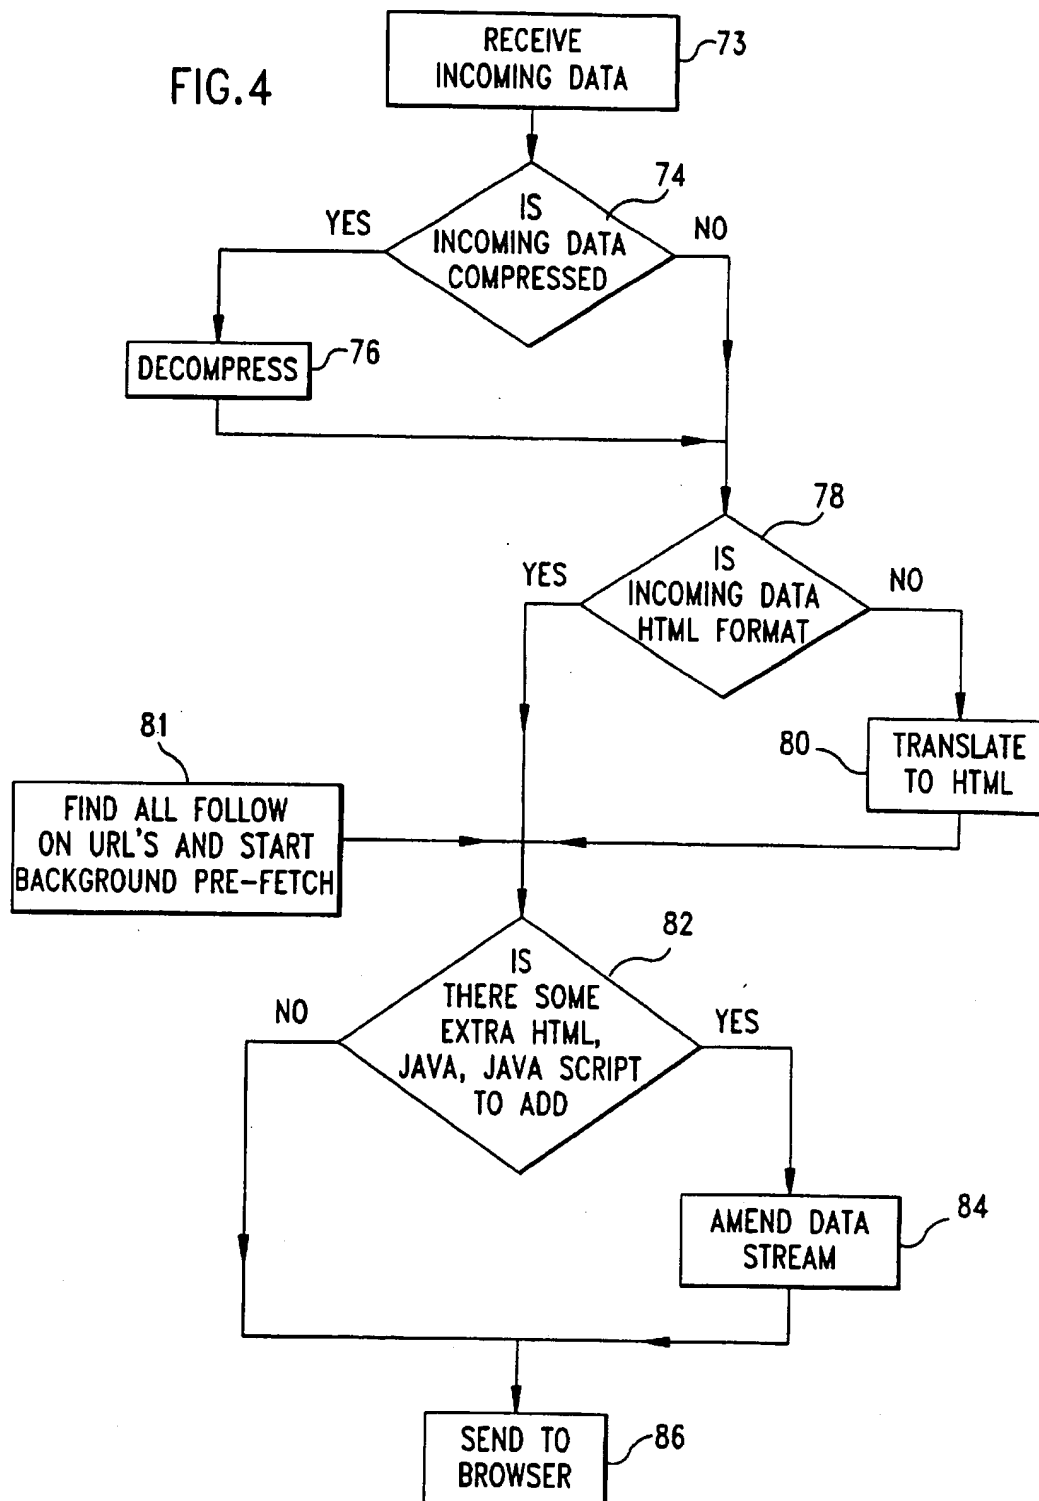 RECEIVE
INCOMING DATA
73
FIG.4
74
IS
INCOMING DATA
COMPRESSED
YES
NO
DECOMPRESS
76
78
IS
INCOMING DATA
HTML FORMAT
YES
NO
81
80
TRANSLATE
TO HTML
FIND ALL FOLLOW
ON URL'S AND START
BACKGROUND PRE-FETCH
82
IS
THERE SOME
EXTRA HTML,
JAVA, JAVA SCRIPT
TO ADD
NO
YES
AMEND DATA
STREAM
84
SEND TO
BROWSER
86